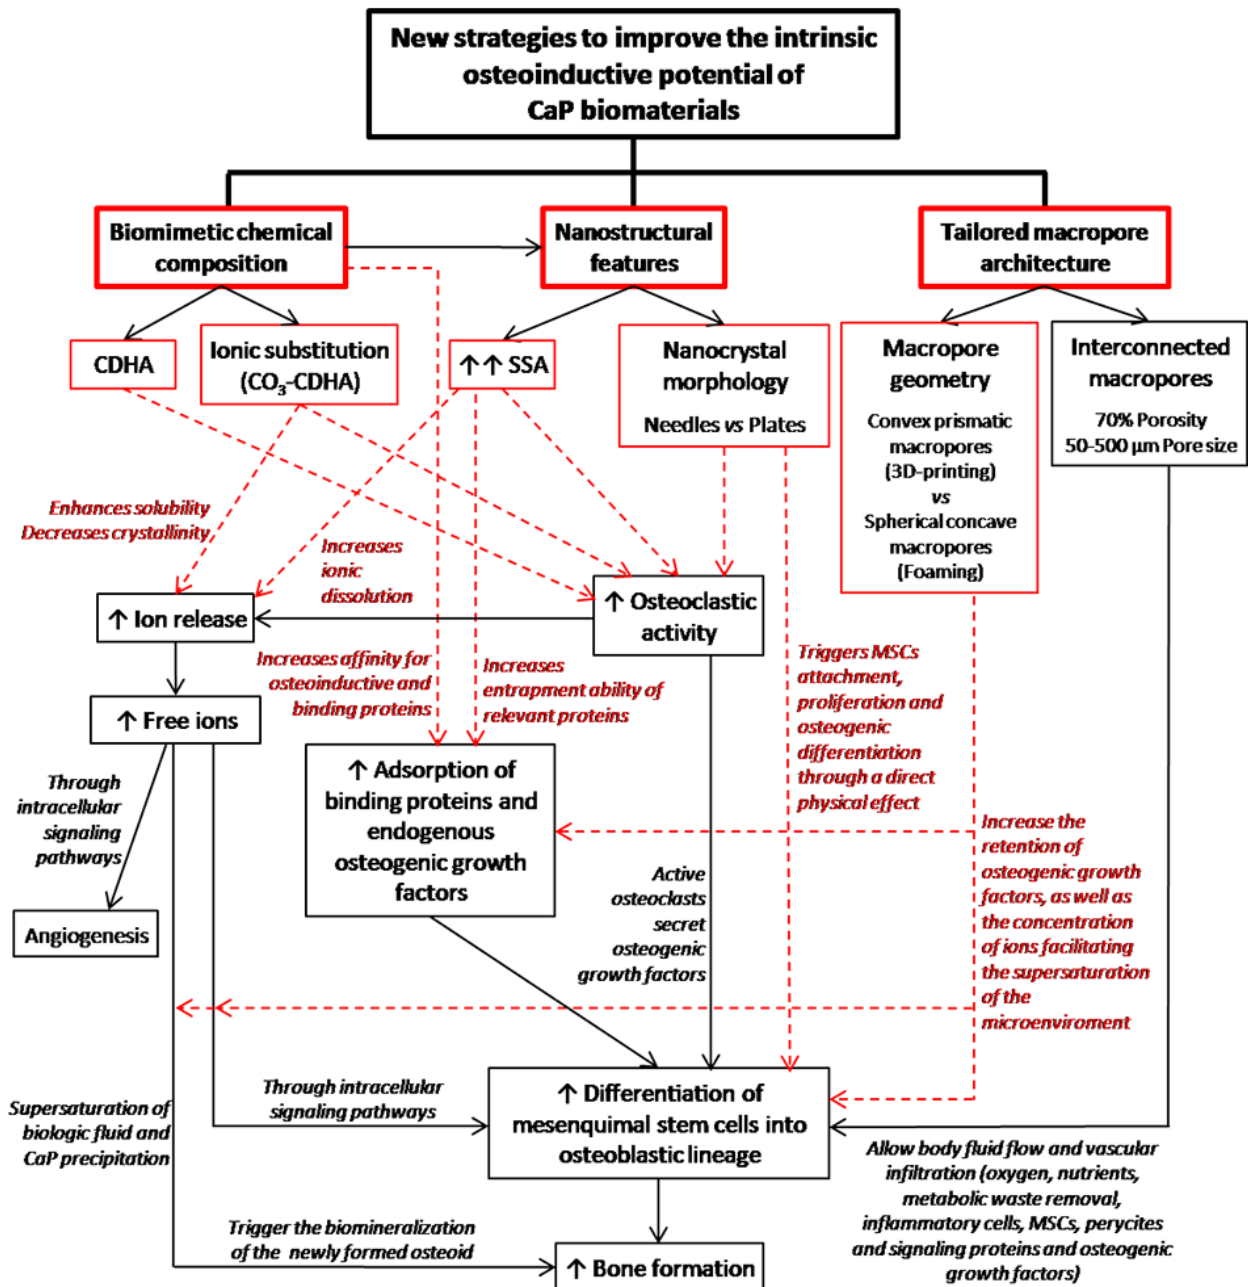 New strategies to improve the intrinsic
osteoinductive potential of
CaP biomaterials
Biomimetic chemical
composition
Nanostructural
features
Tailored macropore
architecture
CDHA
Ionic substitution
(CO₃-CDHA)
↑ ↑ SSA
Nanocrystal
morphology
Needles vs Plates
Macropore
geometry
Convex prismatic
macropores
(3D-printing)
vs
Spherical concave
macropores
(Foaming)
Interconnected
macropores
70% Porosity
50-500 µm Pore size
Enhances solubility
Decreases crystallinity
Increases
ionic
dissolution
↑ Ion release
↑ Osteoclastic
activity
Increases affinity for
osteoinductive and
binding proteins
Increases
entrapment ability of
relevant proteins
Triggers MSCs
attachment,
proliferation and
osteogenic
differentiation
through a direct
physical effect
↑ Free ions
Through
intracellular
signaling
pathways
↑ Adsorption of
binding proteins and
endogenous
osteogenic growth
factors
Increase the
retention of
osteogenic growth
factors, as well as
the concentration
of ions facilitating
the supersaturation
of the
microenviroment
Angiogenesis
Active
osteoclasts
secret
osteogenic
growth factors
Supersaturation of
biologic fluid and
CaP precipitation
Through intracellular
signaling pathways
↑ Differentiation of
mesenquimal stem cells into
osteoblastic lineage
Allow body fluid flow and vascular
infiltration (oxygen, nutrients,
metabolic waste removal,
inflammatory cells, MSCs, perycites
and signaling proteins and osteogenic
growth factors)
Trigger the biomineralization
of the newly formed osteoid
↑ Bone formation